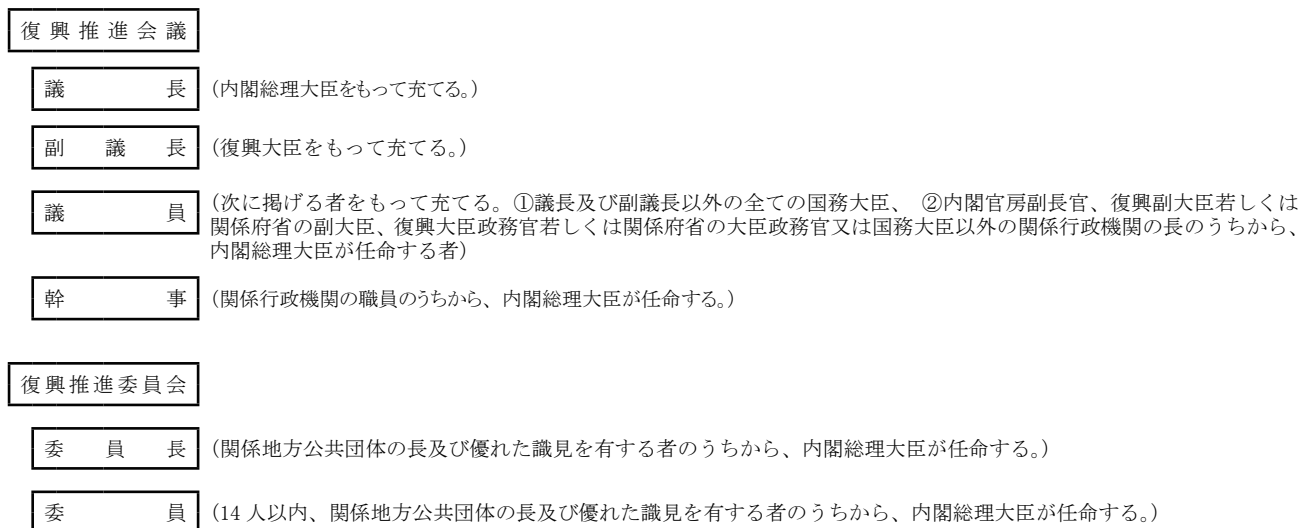 復興推進会議
議長 (内閣総理大臣をもって充てる。)
副議長 (復興大臣をもって充てる。)
議員 (次に掲げる者をもって充てる。①議長及び副議長以外の全ての国務大臣、 ②内閣官房副長官、復興副大臣若しくは
関係府省の副大臣、復興大臣政務官若しくは関係府省の大臣政務官又は国務大臣以外の関係行政機関の長のうちから、
内閣総理大臣が任命する者)
幹事 (関係行政機関の職員のうちから、内閣総理大臣が任命する。)
復興推進委員会
委員長 (関係地方公共団体の長及び優れた識見を有する者のうちから、内閣総理大臣が任命する。)
委員 (14人以内、関係地方公共団体の長及び優れた識見を有する者のうちから、内閣総理大臣が任命する。)